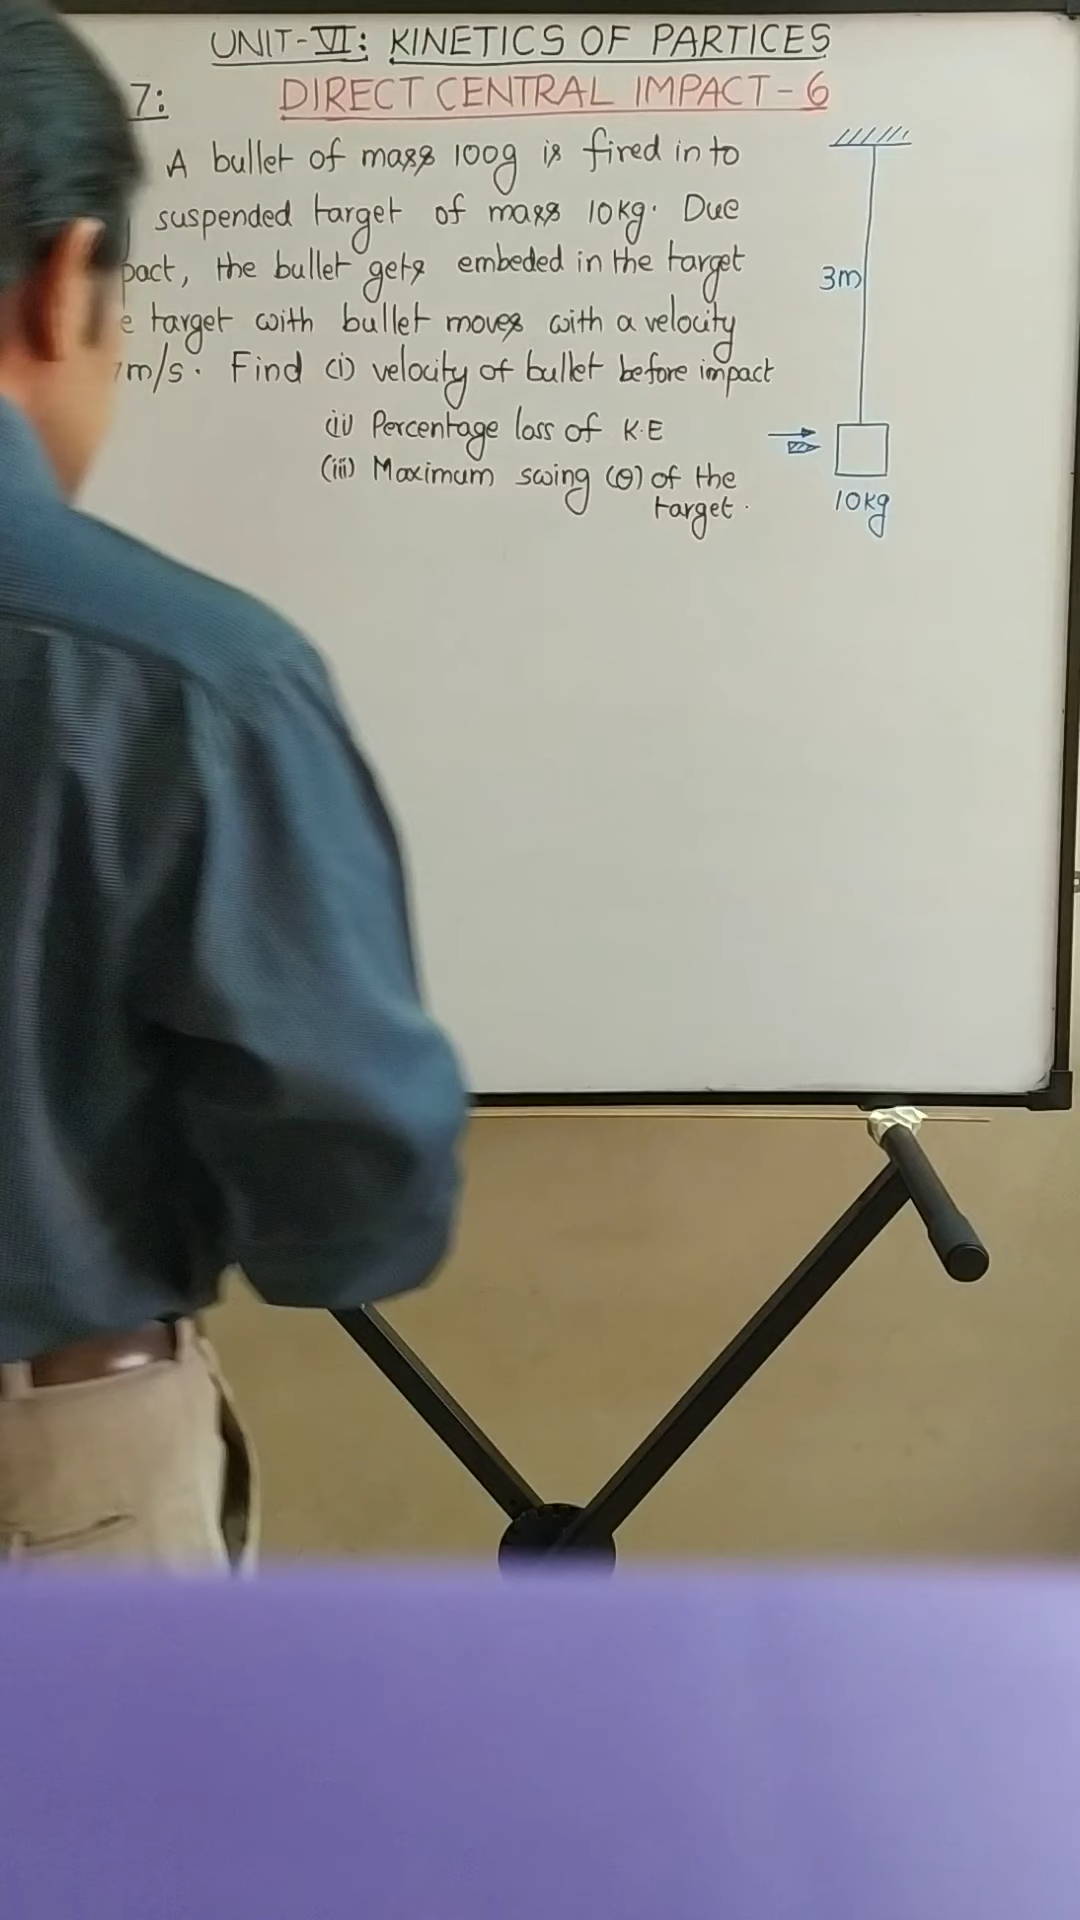 UNIT-VI: KINETICS OF PARTICES
7: DIRECT CENTRAL IMPACT - 6
A bullet of mass 100g is fired in to
suspended target of mass 10kg. Due
pact, the bullet gets embeded in the target
e target with bullet moves with a velocity
m/s. Find (i) velocity of bullet before impact
(ii) Percentage loss of K.E
(iii) Maximum swing (θ) of the
target.
3m
10kg